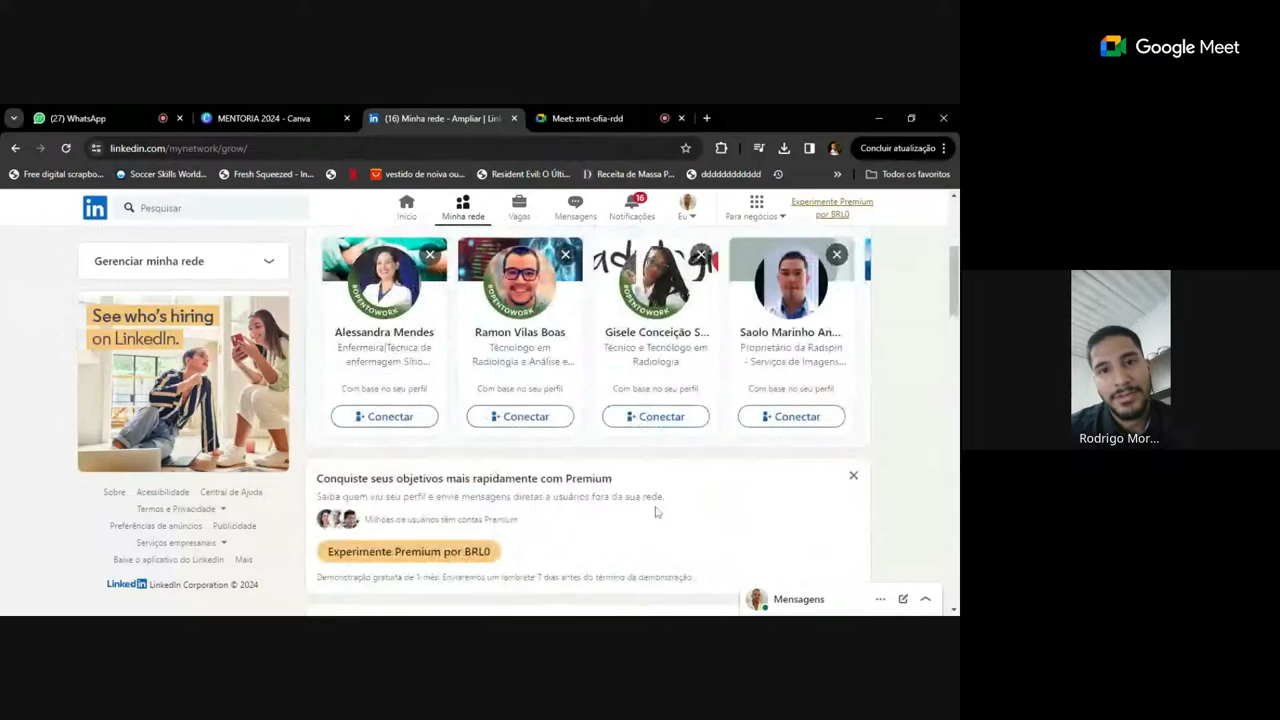 Google Meet
(27) WhatsApp
MENTORIA 2024 - Canva
(16) Minha rede - Ampliar | Lin
Meet: xmt-ofia-rdd
linkedin.com/mynetwork/grow/
Concluir atualização
Free digital scrapbo...
Soccer Skills World...
Fresh Squeezed - In...
vestido de noiva ou...
Resident Evil: O Últi...
Receita de Massa P...
dddddddddddd
»
Todos os favoritos
in
Pesquisar
Início
Minha rede
Vagas
Mensagens
16
Notificações
Eu
Para negócios
Experimente Premium
por BRL0
Gerenciar minha rede
See who's hiring
on LinkedIn.
#OPENTOWORK
Alessandra Mendes
Enfermeira|Técnica de
enfermagem Sírio...
Com base no seu perfil
Conectar
#OPENTOWORK
Ramon Vilas Boas
Técnologo em
Radiologia e Análise e...
Com base no seu perfil
Conectar
#OPENTOWORK
Gisele Conceição S...
Técnico e Tecnólogo em
Radiologia
Com base no seu perfil
Conectar
Saolo Marinho An...
Proprietário da Radspin
- Serviços de Imagens...
Com base no seu perfil
Conectar
Conquiste seus objetivos mais rapidamente com Premium
Saiba quem viu seu perfil e envie mensagens diretas a usuários fora da sua rede.
Milhões de usuários têm contas Premium
Experimente Premium por BRL0
Demonstração gratuita de 1 mês. Enviaremos um lembrete 7 dias antes do término da demonstração.
Sobre Acessibilidade Central de Ajuda
Termos e Privacidade
Preferências de anúncios Publicidade
Serviços empresariais
Baixe o aplicativo do LinkedIn Mais
LinkedIn LinkedIn Corporation © 2024
Mensagens
Rodrigo Mor...